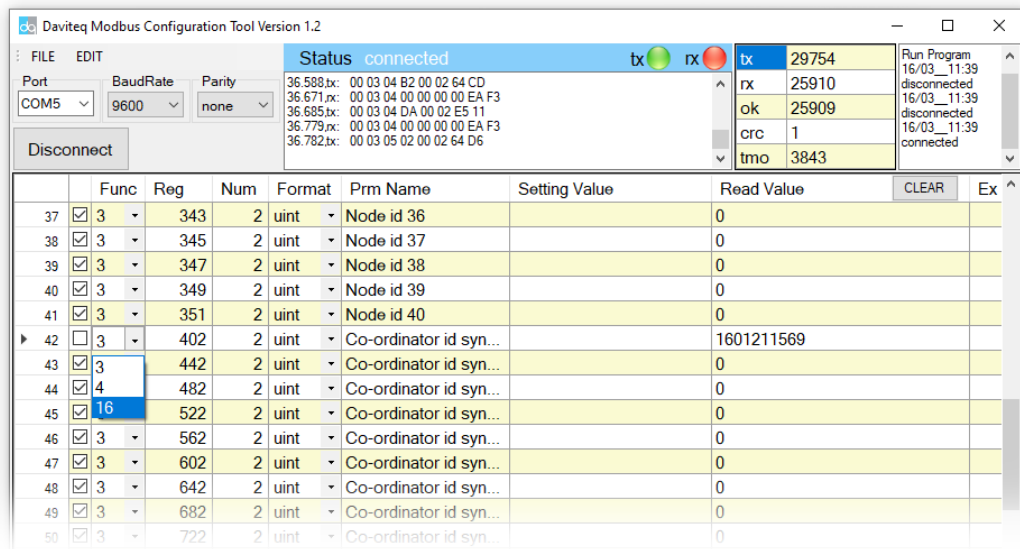 Daviteq Modbus Configuration Tool Version 1.2
FILE EDIT
Port BaudRate Parity
COM5 9600 none
Disconnect
Status connected tx rx
36.588,tx: 00 03 04 B2 00 02 64 CD
36.671,rx: 00 03 04 00 00 00 00 EA F3
36.685,tx: 00 03 04 DA 00 02 E5 11
36.779,rx: 00 03 04 00 00 00 00 EA F3
36.782,tx: 00 03 05 02 00 02 64 D6
tx 29754
rx 25910
ok 25909
crc 1
tmo 3843
Run Program
16/03__11:39
disconnected
16/03__11:39
disconnected
16/03__11:39
connected
Func Reg Num Format Prm Name Setting Value Read Value CLEAR Ex
37 3 343 2 uint Node id 36 0
38 3 345 2 uint Node id 37 0
39 3 347 2 uint Node id 38 0
40 3 349 2 uint Node id 39 0
41 3 351 2 uint Node id 40 0
42 3 402 2 uint Co-ordinator id syn... 1601211569
43 3 442 2 uint Co-ordinator id syn... 0
44 4 482 2 uint Co-ordinator id syn... 0
45 16 522 2 uint Co-ordinator id syn... 0
46 3 562 2 uint Co-ordinator id syn... 0
47 3 602 2 uint Co-ordinator id syn... 0
48 3 642 2 uint Co-ordinator id syn... 0
49 3 682 2 uint Co-ordinator id syn... 0
50 3 722 2 uint Co-ordinator id syn... 0